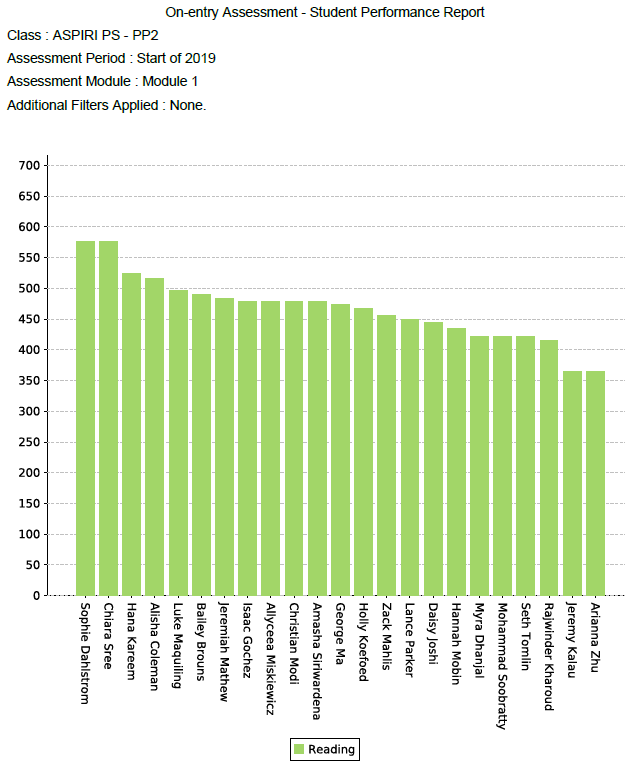 On-entry Assessment - Student Performance Report
Class : ASPIRI PS - PP2
Assessment Period : Start of 2019
Assessment Module : Module 1
Additional Filters Applied : None.
700
650
600
550
500
450
400
350
300
250
200
150
100
50
0
Sophie Dahlstrom
Chiara Sree
Hana Kareem
Alisha Coleman
Luke Maquiling
Bailey Brouns
Jeremiah Mathew
Isaac Gochez
Allyceea Miskiewicz
Christian Modi
Amasha Siriwardena
George Ma
Holly Koefoed
Zack Mahlis
Lance Parker
Daisy Joshi
Hannah Mobin
Myra Dhanjal
Mohammad Soobratty
Seth Tomlin
Rajwinder Kharoud
Jeremy Kalau
Arianna Zhu
Reading